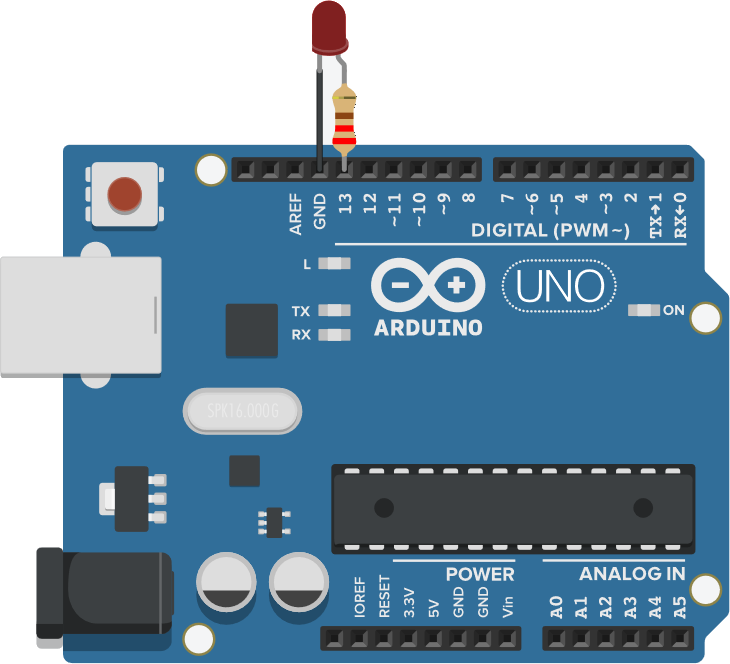 AREF
GND
13
12
~11
~10
~9
8
7
~6
~5
4
~3
2
TX→1
RX←0
DIGITAL (PWM~)
L
TX
RX
ARDUINO
UNO
ON
SPK16.000G
POWER
ANALOG IN
IOREF
RESET
3.3V
5V
GND
GND
Vin
A0
A1
A2
A3
A4
A5